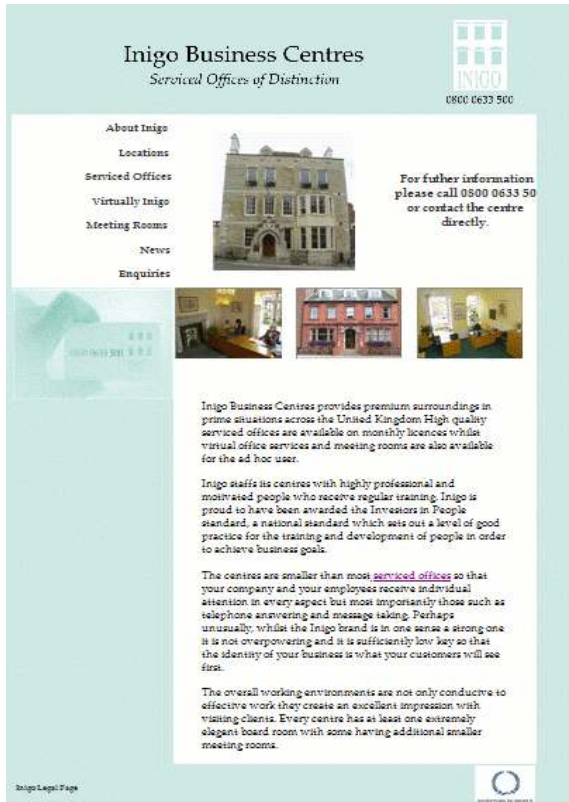 Inigo Business Centres
Serviced Offices of Distinction
INIGO
0800 0633 500
About Inigo
Locations
Serviced Offices
Virtually Inigo
Meeting Rooms
News
Enquiries
For futher information
please call 0800 0633 50
or contact the centre
directly.
0800 0633 500
Inigo Business Centres provides premium surroundings in
prime situations across the United Kingdom High quality
serviced offices are available on monthly licences whilst
virtual office services and meeting rooms are also available
for the ad hoc user.
Inigo staffs its centres with highly professional and
motivated people who receive regular training. Inigo is
proud to have been awarded the Investors in People
standard, a national standard which sets out a level of good
practice for the training and development of people in order
to achieve business goals.
The centres are smaller than most serviced offices so that
your company and your employees receive individual
attention in every aspect but most importantly those such as
telephone answering and message taking. Perhaps
unusually, whilst the Inigo brand is in one sense a strong one
it is not overpowering and it is sufficiently low key so that
the identity of your business is what your customers will see
first.
The overall working environments are not only conducive to
effective work they create an excellent impression with
visiting clients. Every centre has at least one extremely
elegant board room with some having additional smaller
meeting rooms.
Inigo Legal Page